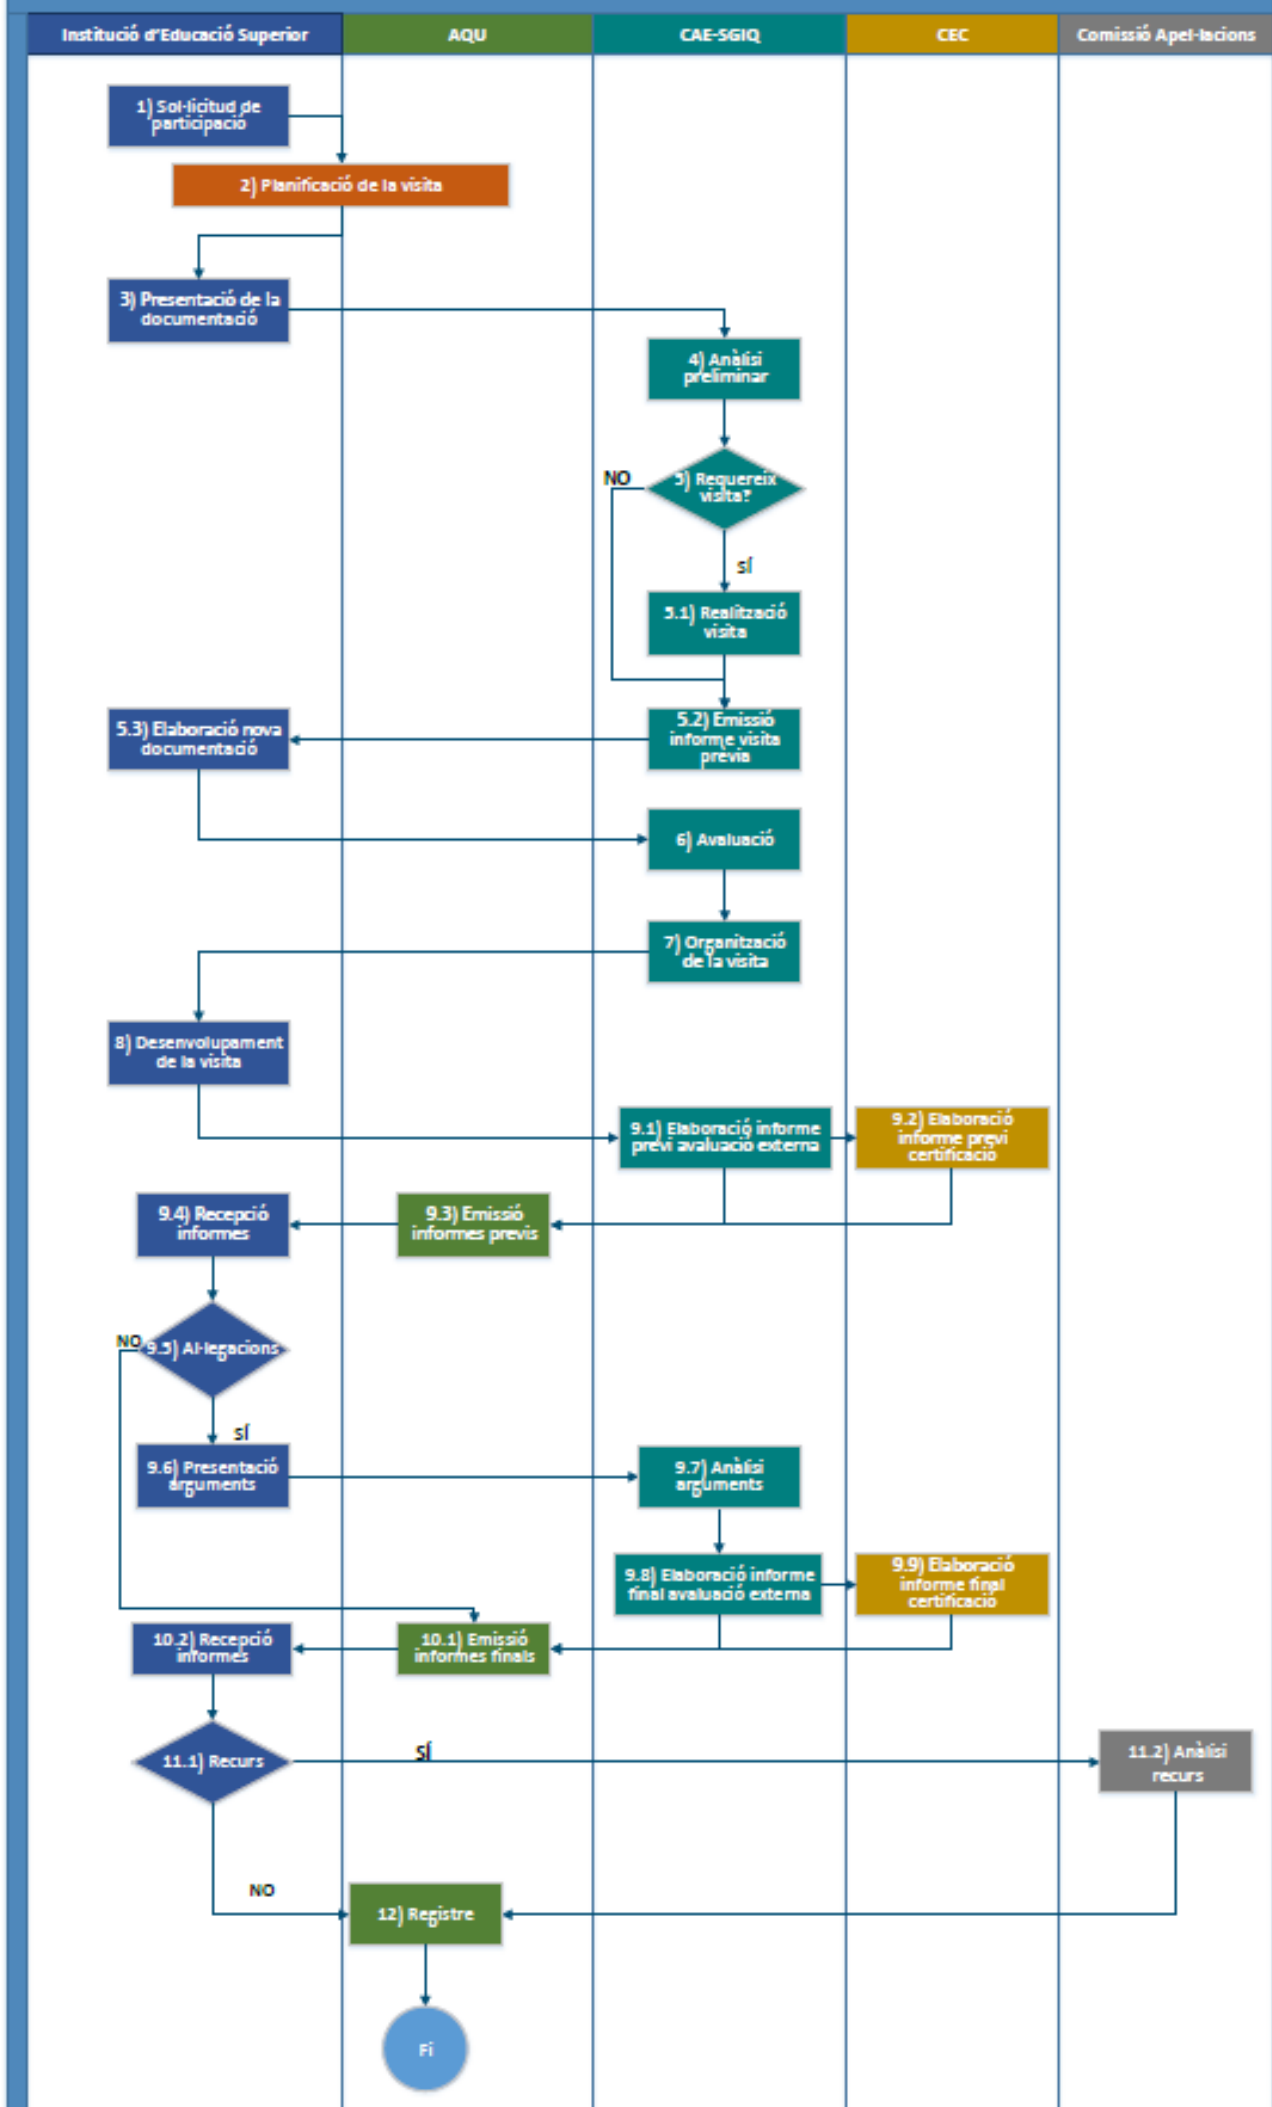 Institució d'Educació Superior
AQU
CAE-SGIQ
CEC
Comissió Apel·lacions
1) Sol·licitud de
participació
2) Planificació de la visita
3) Presentació de la
documentació
4) Anàlisi
preliminar
NO
5) Requereix
visita?
SÍ
5.1) Realització
visita
5.3) Elaboració nova
documentació
5.2) Emissió
informe visita
prèvia
6) Avaluació
7) Organització
de la visita
8) Desenvolupament
de la visita
9.1) Elaboració informe
previ avaluació externa
9.2) Elaboració
informe previ
certificació
9.4) Recepció
informes
9.3) Emissió
informes previs
NO
9.5) Al·legacions
SÍ
9.6) Presentació
arguments
9.7) Anàlisi
arguments
9.8) Elaboració informe
final avaluació externa
9.9) Elaboració
informe final
certificació
10.2) Recepció
informes
10.1) Emissió
informes finals
11.1) Recurs
SÍ
11.2) Anàlisi
recurs
NO
12) Registre
Fi